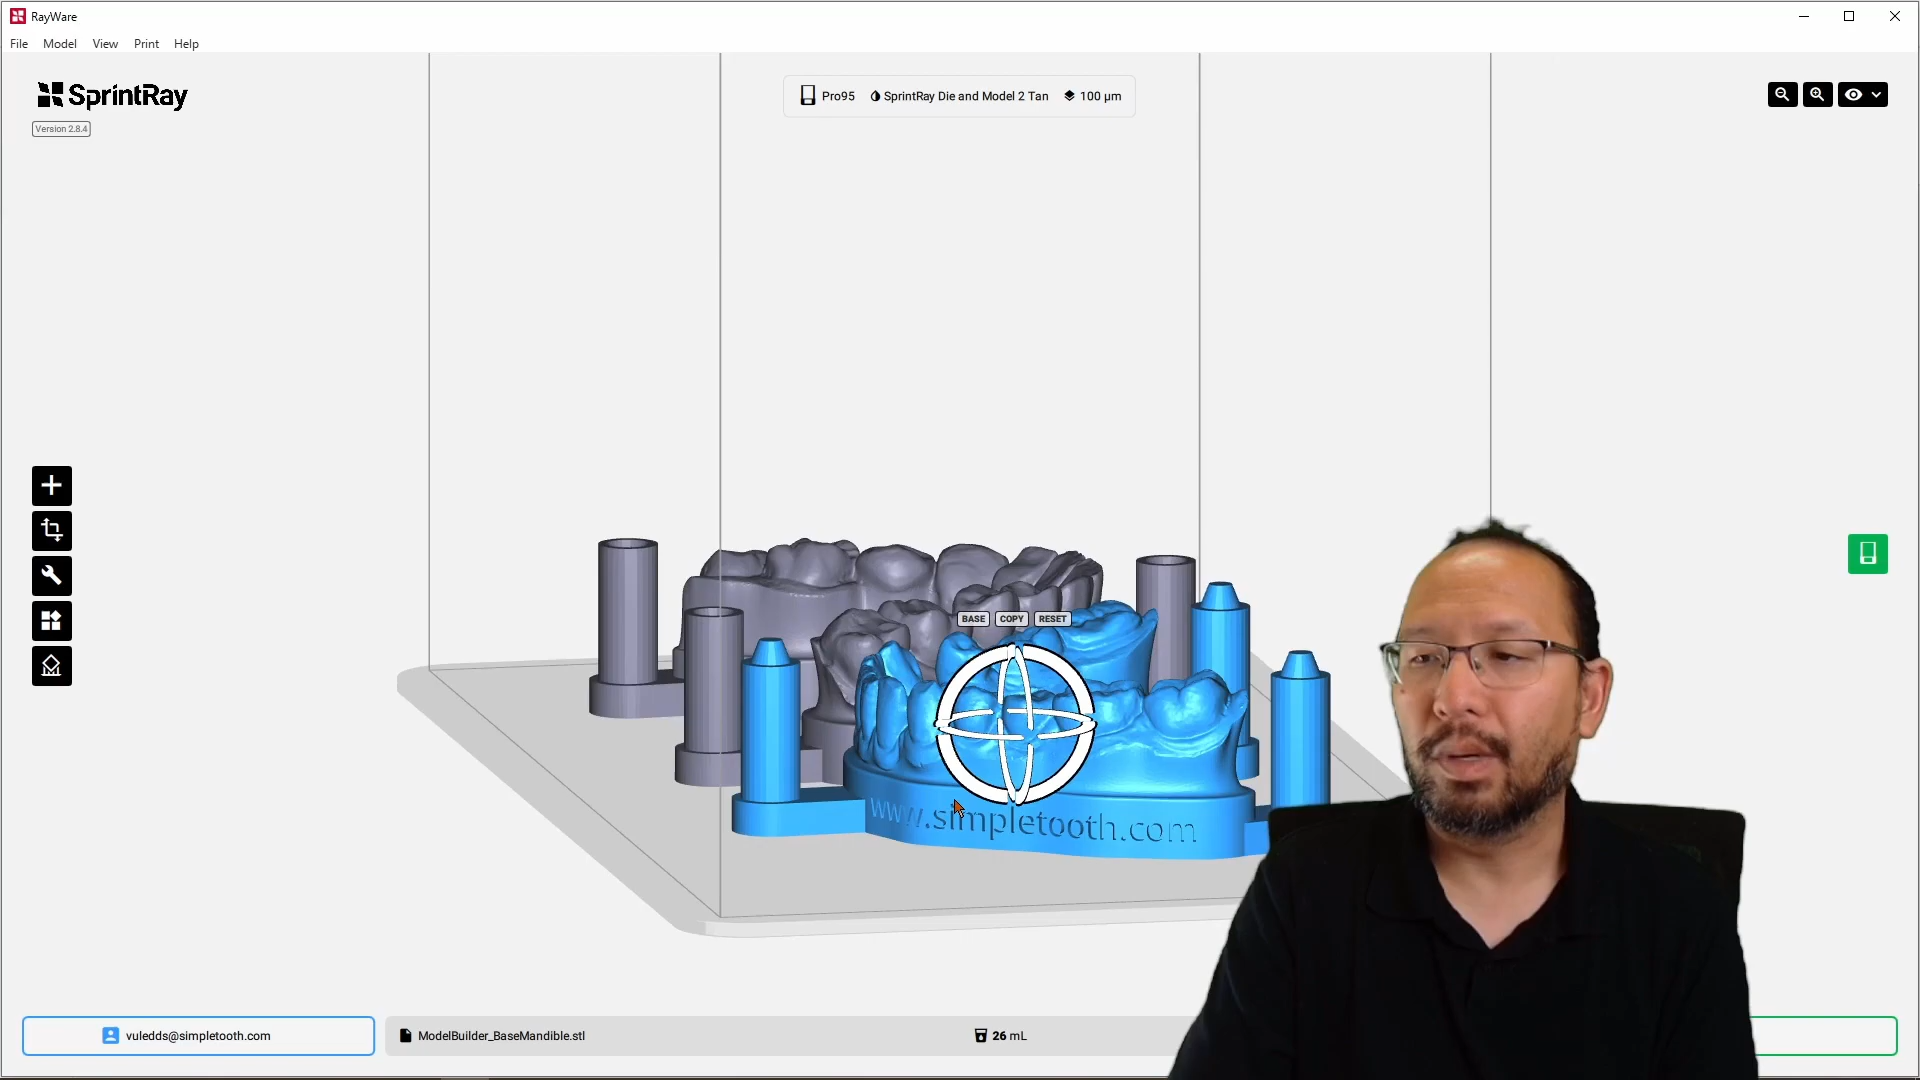 RayWare
File Model View Print Help
SprintRay
Version 2.8.4
Pro95 SprintRay Die and Model 2 Tan 100 µm
BASE COPY RESET
www.simpletooth.com
vuledds@simpletooth.com
ModelBuilder_BaseMandible.stl
26 mL